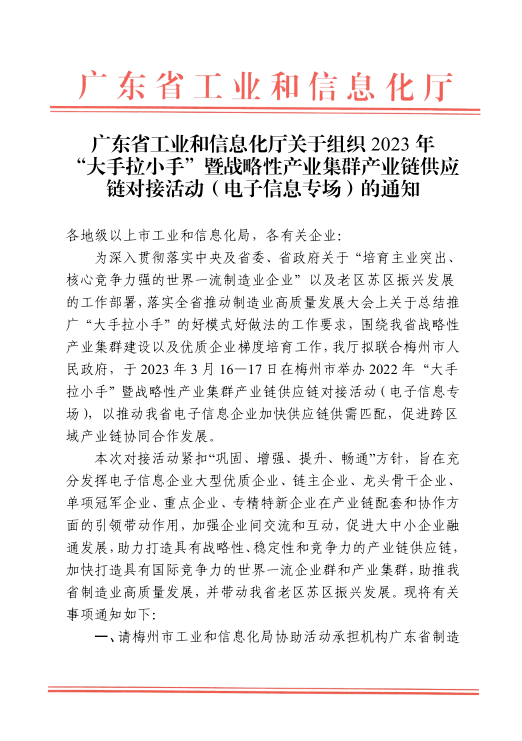 广东省工业和信息化厅
广东省工业和信息化厅关于组织 2023 年
“大手拉小手”暨战略性产业集群产业链供应
链对接活动（电子信息专场）的通知
各地级以上市工业和信息化局，各有关企业：
为深入贯彻落实中央及省委、省政府关于“培育主业突出、
核心竞争力强的世界一流制造业企业”以及老区苏区振兴发展
的工作部署，落实全省推动制造业高质量发展大会上关于总结推
广“大手拉小手”的好模式好做法的工作要求，围绕我省战略性
产业集群建设以及优质企业梯度培育工作，我厅拟联合梅州市人
民政府，于 2023 年 3 月 16—17 日在梅州市举办 2022 年“大手
拉小手”暨战略性产业集群产业链供应链对接活动（电子信息专
场），以推动我省电子信息企业加快供应链供需匹配，促进跨区
域产业链协同合作发展。
本次对接活动紧扣“巩固、增强、提升、畅通”方针，旨在充
分发挥电子信息企业大型优质企业、链主企业、龙头骨干企业、
单项冠军企业、重点企业、专精特新企业在产业链配套和协作方
面的引领带动作用，加强企业间交流和互动，促进大中小企业融
通发展，助力打造具有战略性、稳定性和竞争力的产业链供应链，
加快打造具有国际竞争力的世界一流企业群和产业集群，助推我
省制造业高质量发展，并带动我省老区苏区振兴发展。现将有关
事项通知如下：
一、请梅州市工业和信息化局协助活动承担机构广东省制造